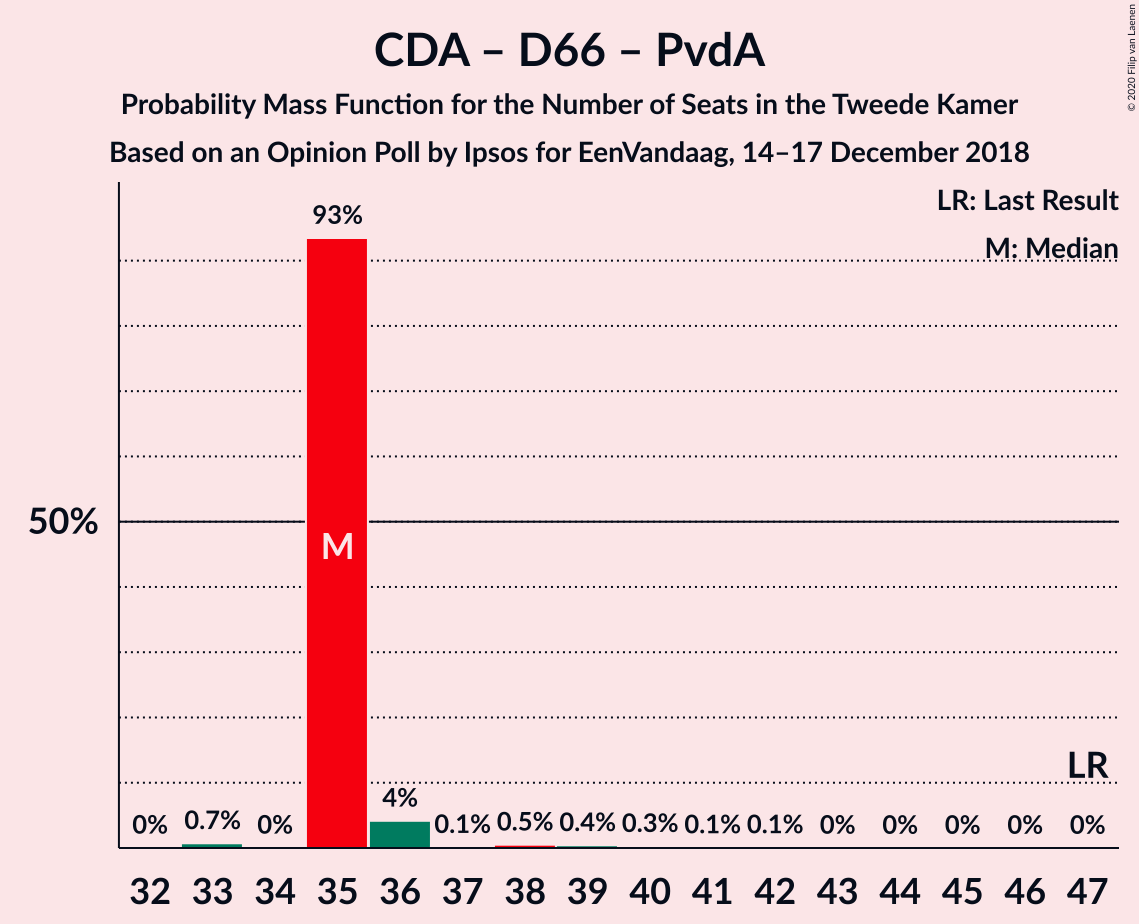 CDA – D66 – PvdA
Probability Mass Function for the Number of Seats in the Tweede Kamer
Based on an Opinion Poll by Ipsos for EenVandaag, 14–17 December 2018
© 2020 Filip van Laenen
LR: Last Result
M: Median
93%
50%
M
LR
0% 0.7% 0% 4% 0.1% 0.5% 0.4% 0.3% 0.1% 0.1% 0% 0% 0% 0% 0%
32 33 34 35 36 37 38 39 40 41 42 43 44 45 46 47